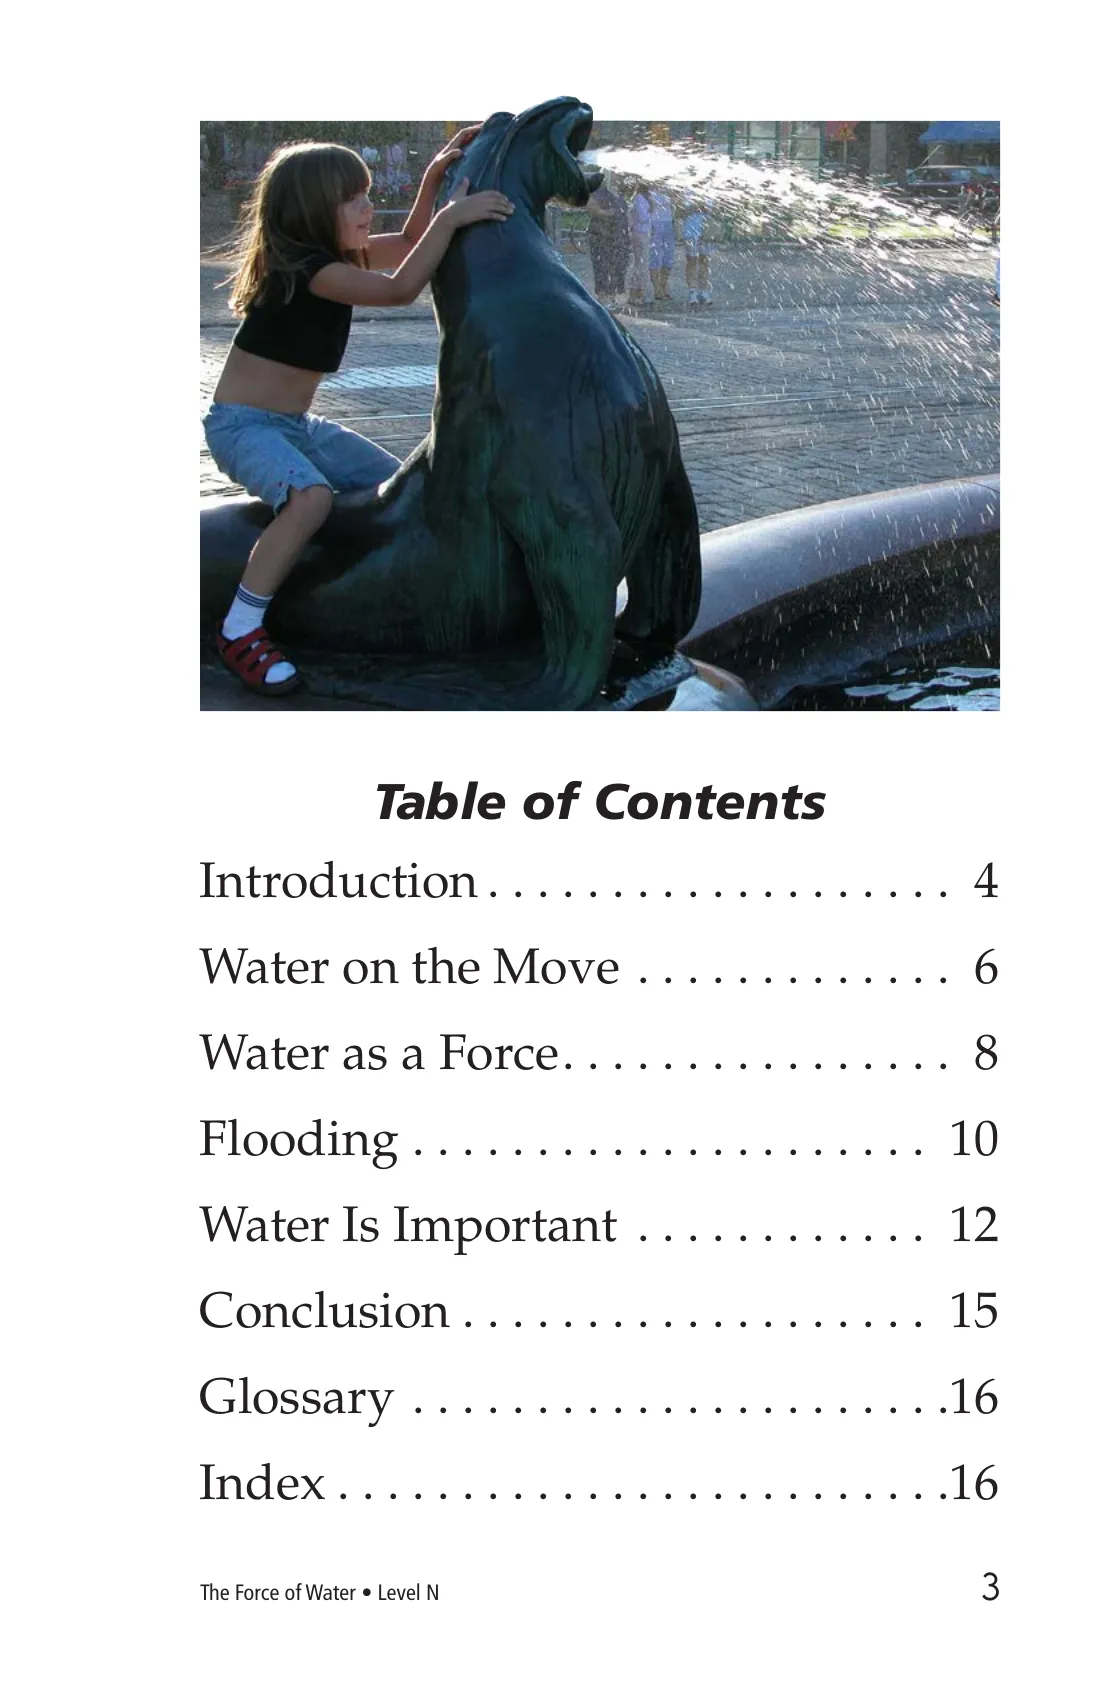 Table of Contents
Introduction . . . . . . . . . . . . . . . . . . . 4
Water on the Move . . . . . . . . . . . . . 6
Water as a Force. . . . . . . . . . . . . . . . 8
Flooding . . . . . . . . . . . . . . . . . . . . . 10
Water Is Important . . . . . . . . . . . . 12
Conclusion . . . . . . . . . . . . . . . . . . . 15
Glossary . . . . . . . . . . . . . . . . . . . . . .16
Index . . . . . . . . . . . . . . . . . . . . . . . . .16
The Force of Water • Level N 3